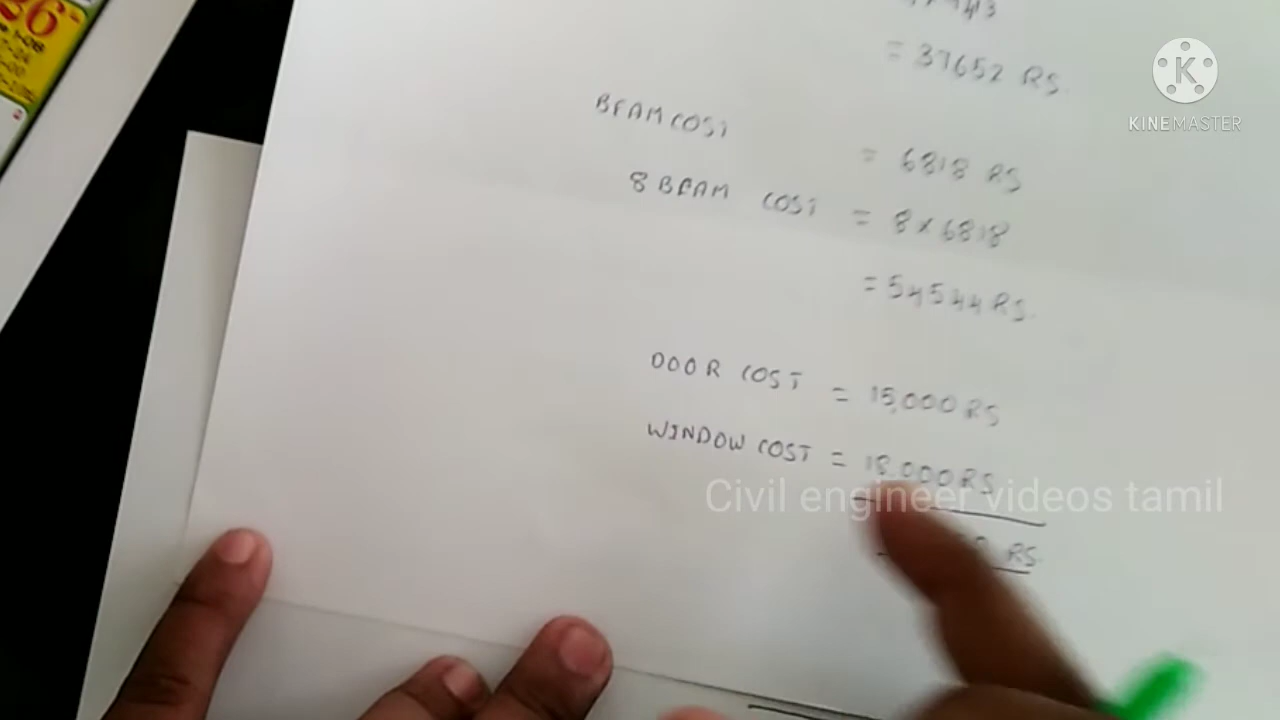 = 37652 RS.
BEAM COST
= 6818 RS
8 BEAM COST = 8 x 6818
= 54544 RS.
DOOR COST = 15,000 RS
WINDOW COST = 18,000 RS
RS.
K
KINEMASTER
Civil engineer videos tamil